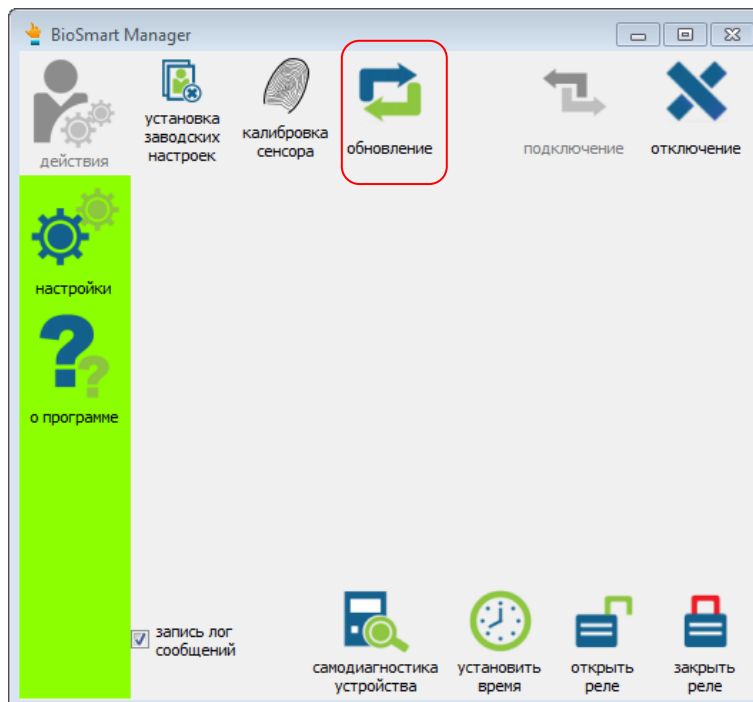 BioSmart Manager
действия
установка
заводских
настроек
калибровка
сенсора
обновление
подключение
отключение
настройки
о программе
запись лог
сообщений
самодиагностика
устройства
установить
время
открыть
реле
закрыть
реле